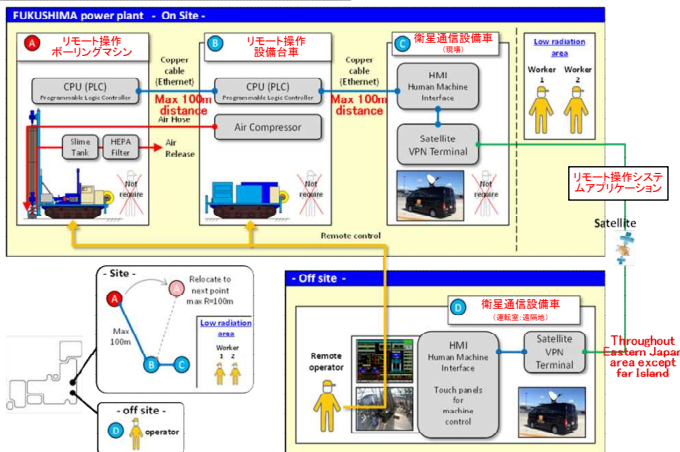 FUKUSHIMA power plant - On Site -
A
リモート操作
ボーリングマシン
B
リモート操作
設備台車
C
衛星通信設備車
(現場)
Low radiation
area
Worker
1
Worker
2
Copper
cable
(Ethernet)
Max 100m
distance
Copper
cable
(Ethernet)
Max 100m
distance
CPU (PLC)
Programmable Logic Controller
CPU (PLC)
Programmable Logic Controller
HMI
Human Machine
Interface
Air Hose
Air Compressor
Slime
Tank
HEPA
Filter
Air
Release
Satellite
VPN Terminal
Not
require
Not
require
Not
require
Remote control
リモート操作システ
ムアプリケーション
Satellite
Throughout
Eastern Japan
area except
far Island
- Site -
A
A
Relocate to
next point
max R=100m
Max
100m
B
C
Low radiation
area
Worker
1 2
- off site -
D
operator
- Off site -
D
衛星通信設備車
(運転室:遠隔地)
Remote
operator
HMI
Human Machine
Interface
Touch panels
for
machine
control
Satellite
VPN
Terminal